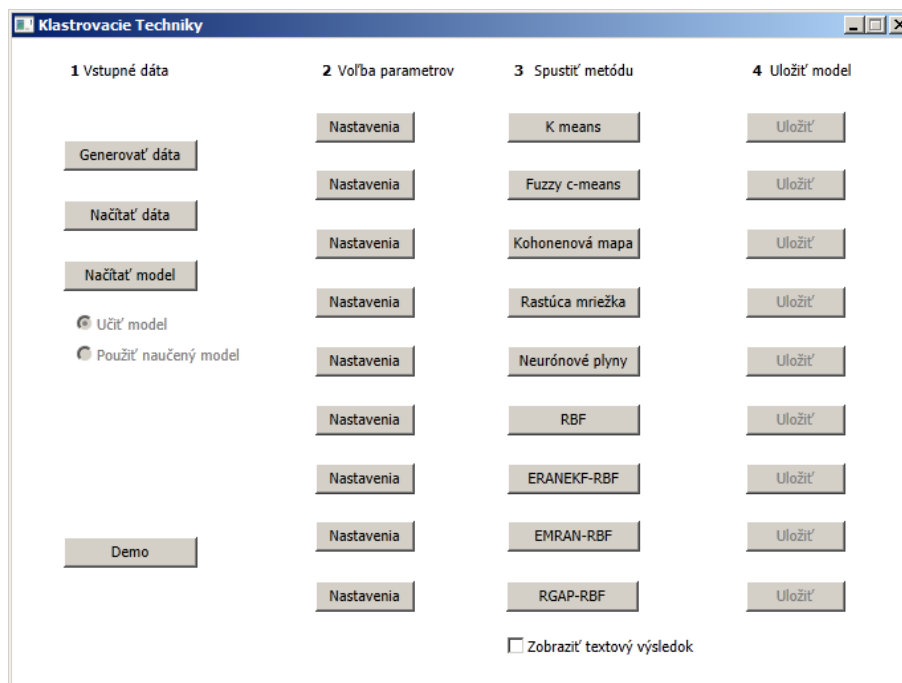 Klastrovacie Techniky
1 Vstupné dáta
2 Voľba parametrov
3 Spustiť metódu
4 Uložiť model
Generovať dáta
Načítať dáta
Načítať model
Učiť model
Použiť naučený model
Demo
Nastavenia
Nastavenia
Nastavenia
Nastavenia
Nastavenia
Nastavenia
Nastavenia
Nastavenia
Nastavenia
K means
Fuzzy c-means
Kohonenová mapa
Rastúca mriežka
Neurónové plyny
RBF
ERANEKF-RBF
EMRAN-RBF
RGAP-RBF
Zobraziť textový výsledok
Uložiť
Uložiť
Uložiť
Uložiť
Uložiť
Uložiť
Uložiť
Uložiť
Uložiť